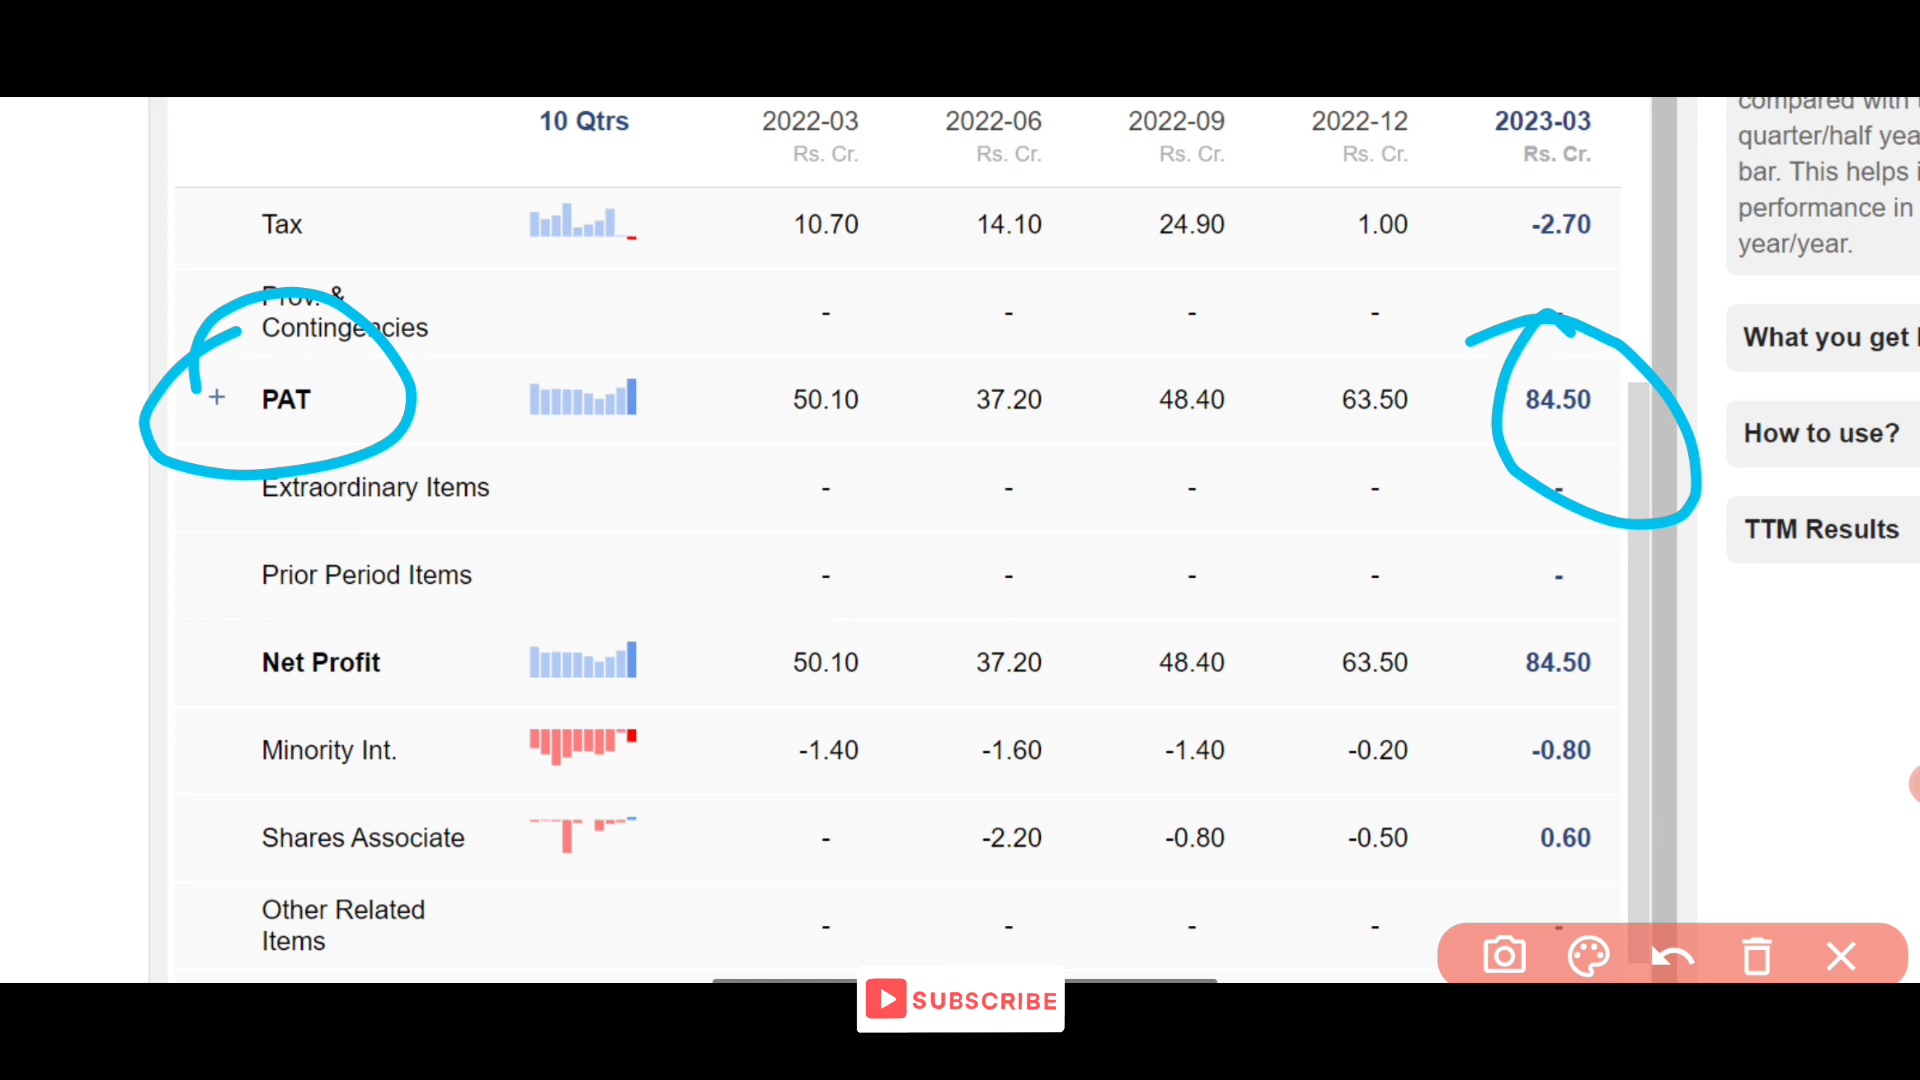 10 Qtrs 2022-03 2022-06 2022-09 2022-12 2023-03
Rs. Cr. Rs. Cr. Rs. Cr. Rs. Cr. Rs. Cr.
Tax 10.70 14.10 24.90 1.00 -2.70
Prov. &
Contingencies - - - - -
+ PAT 50.10 37.20 48.40 63.50 84.50
Extraordinary Items - - - - -
Prior Period Items - - - - -
Net Profit 50.10 37.20 48.40 63.50 84.50
Minority Int. -1.40 -1.60 -1.40 -0.20 -0.80
Shares Associate - -2.20 -0.80 -0.50 0.60
Other Related
Items - - - - -
compared with
quarter/half yea
bar. This helps
performance in
year/year.
What you get
How to use?
TTM Results
SUBSCRIBE